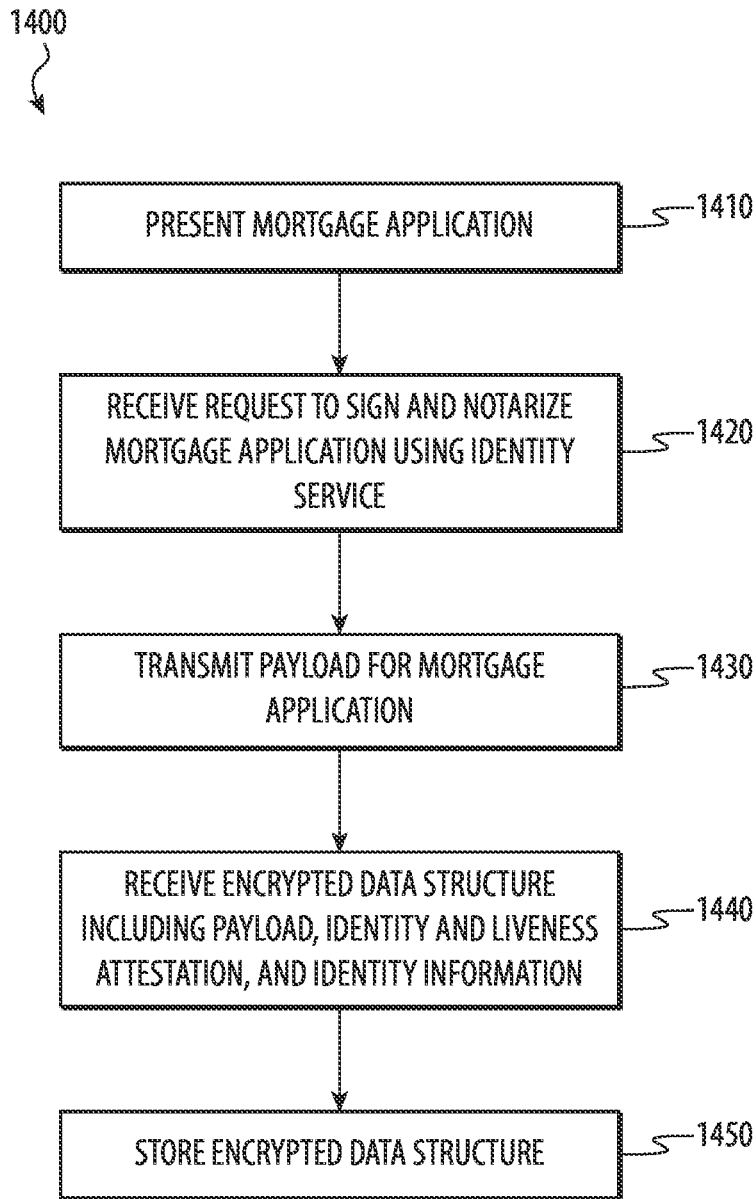 1400
PRESENT MORTGAGE APPLICATION
1410
RECEIVE REQUEST TO SIGN AND NOTARIZE
MORTGAGE APPLICATION USING IDENTITY
SERVICE
1420
TRANSMIT PAYLOAD FOR MORTGAGE
APPLICATION
1430
RECEIVE ENCRYPTED DATA STRUCTURE
INCLUDING PAYLOAD, IDENTITY AND LIVENESS
ATTESTATION, AND IDENTITY INFORMATION
1440
STORE ENCRYPTED DATA STRUCTURE
1450